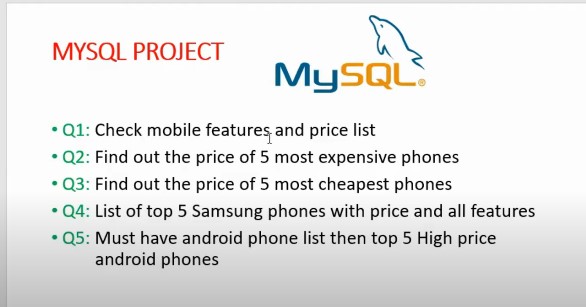 MYSQL PROJECT
MySQL®
• Q1: Check mobile features and price list
• Q2: Find out the price of 5 most expensive phones
• Q3: Find out the price of 5 most cheapest phones
• Q4: List of top 5 Samsung phones with price and all features
• Q5: Must have android phone list then top 5 High price
android phones